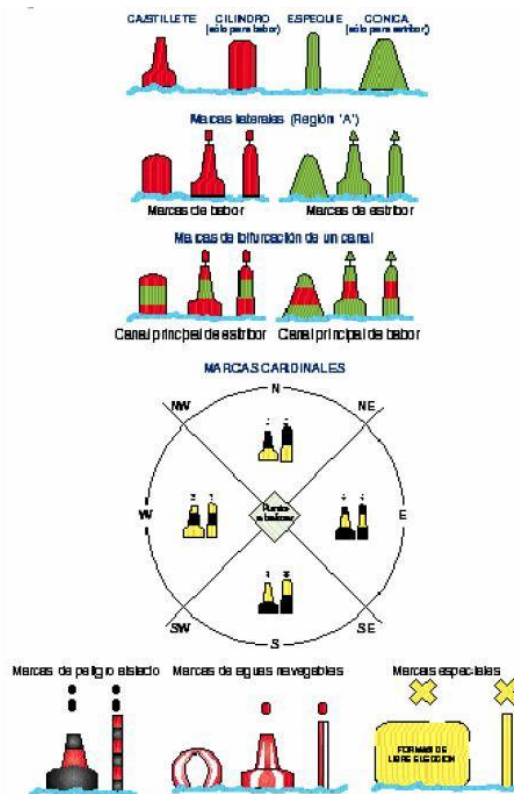 CASTILLETE CILINDRO ESPEQUE CONICA
(sólo para babor) (sólo para estribor)
Marcas laterales (Región 'A')
Marcas de babor Marcas de estribor
Marcas de bifurcación de un canal
Canal principal de estribor Canal principal de babor
MARCAS CARDINALES
N
NW NE
W E
Punto a balizar
SW SE
S
Marcas de peligro aislado Marcas de aguas navegables Marcas especiales
FORMAS DE
LIBRE ELECCION